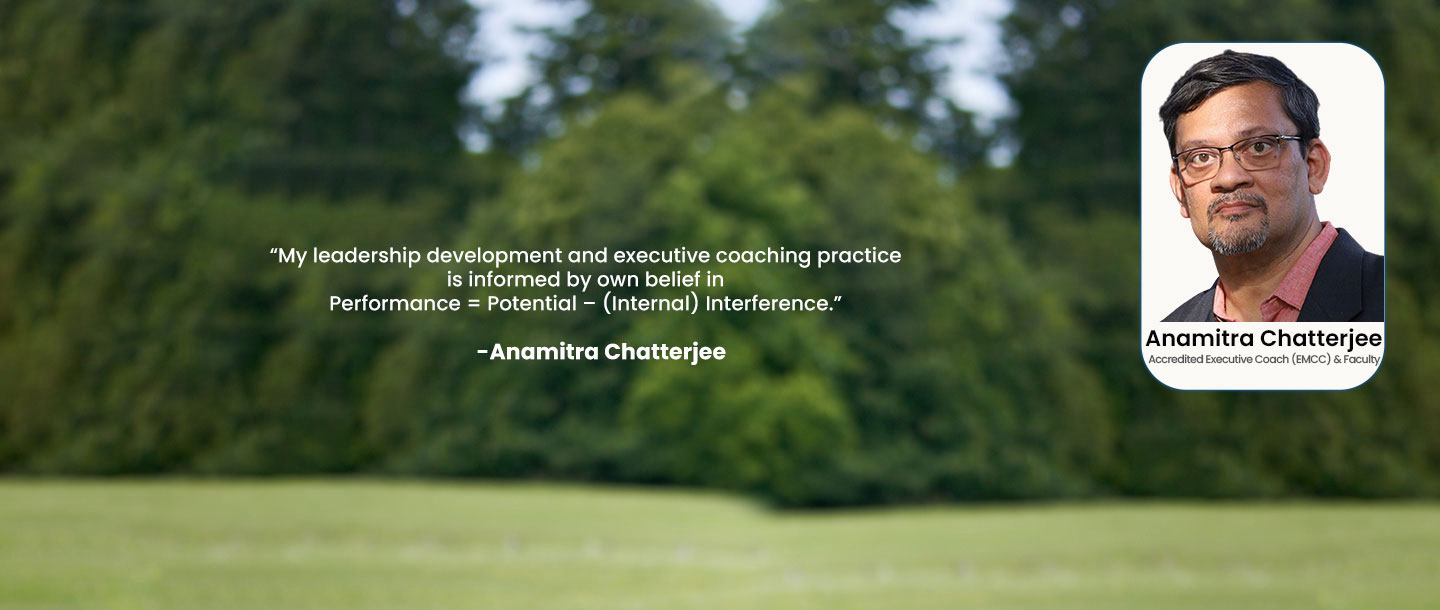 “My leadership development and executive coaching practice
is informed by own belief in
Performance = Potential – (Internal) Interference.”
-Anamitra Chatterjee
Anamitra Chatterjee
Accredited Executive Coach (EMCC) & Faculty